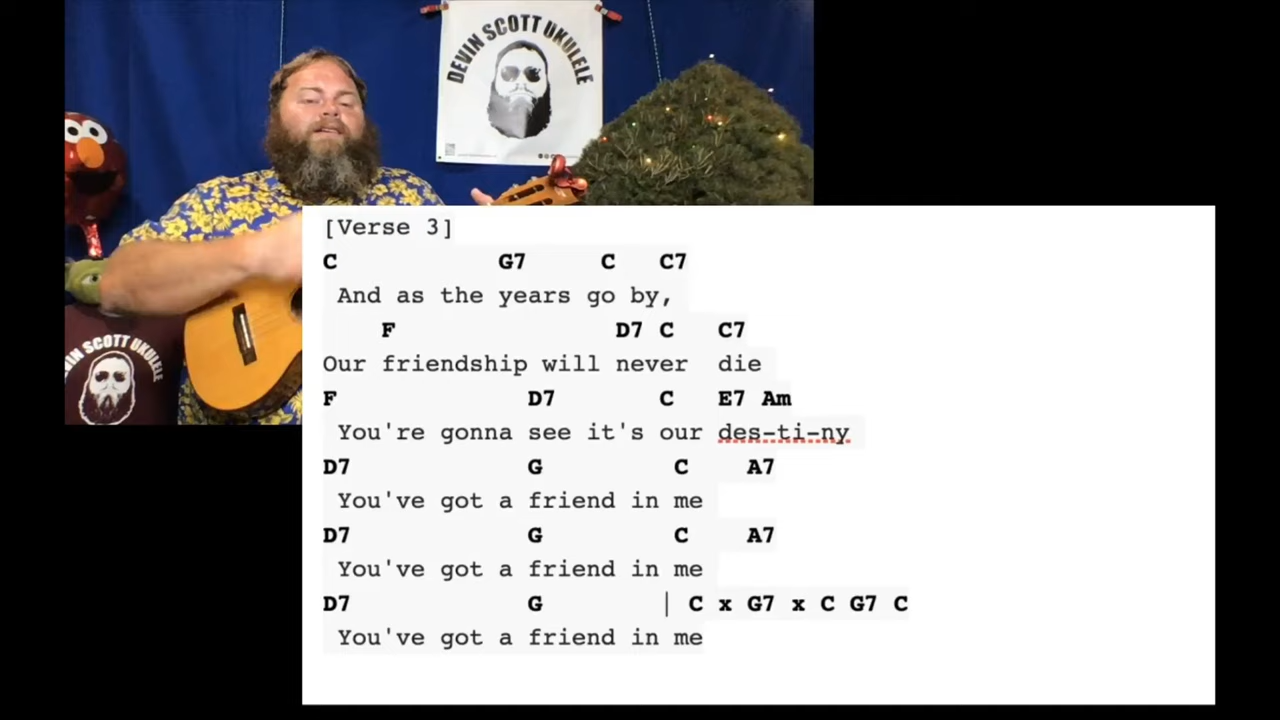 DEVIN SCOTT UKULELE
SCOTT UKULELE
[Verse 3]
C G7 C C7
And as the years go by,
F D7 C C7
Our friendship will never die
F D7 C E7 Am
You're gonna see it's our des-ti-ny
D7 G C A7
You've got a friend in me
D7 G C A7
You've got a friend in me
D7 G | C x G7 x C G7 C
You've got a friend in me